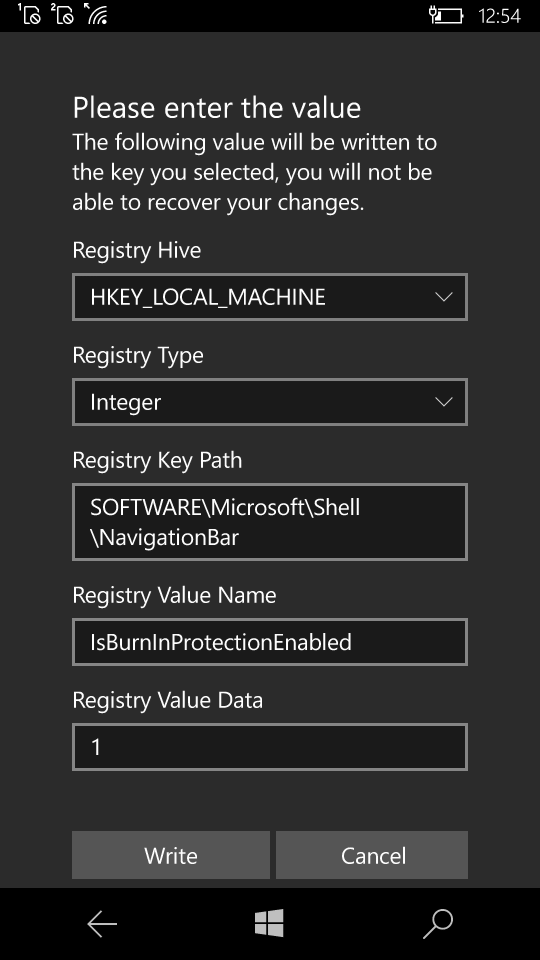 1 2 12:54
Please enter the value
The following value will be written to
the key you selected, you will not be
able to recover your changes.
Registry Hive
HKEY_LOCAL_MACHINE
Registry Type
Integer
Registry Key Path
SOFTWARE\Microsoft\Shell
\NavigationBar
Registry Value Name
IsBurnInProtectionEnabled
Registry Value Data
1
Write Cancel